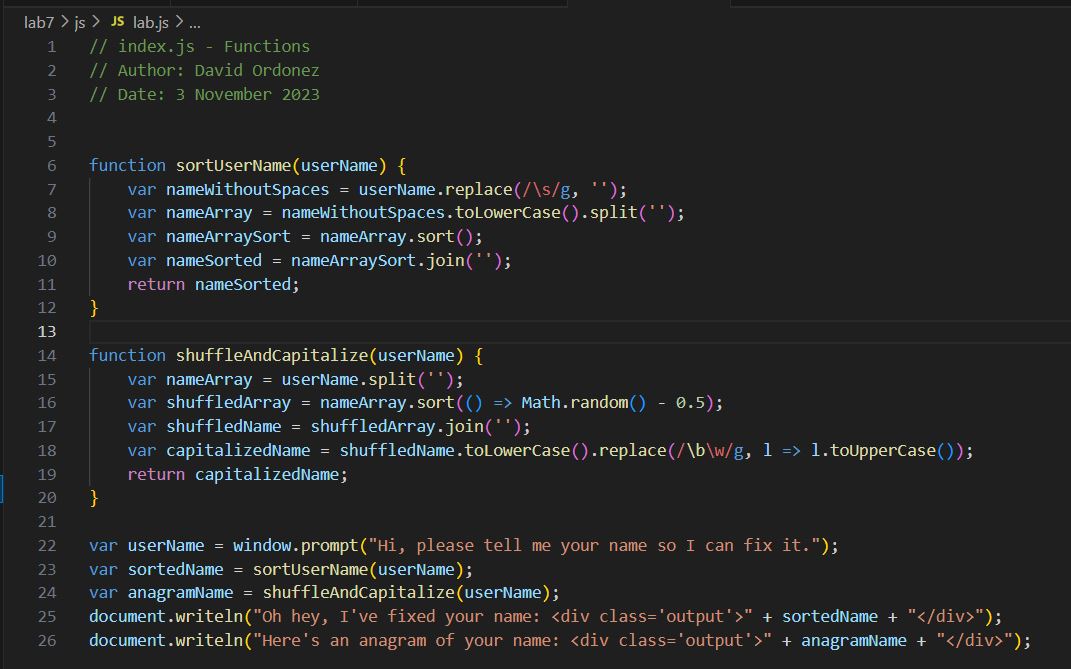 lab7 > js > JS lab.js > ...
1 // index.js - Functions
2 // Author: David Ordonez
3 // Date: 3 November 2023
4
5
6 function sortUserName(userName) {
7     var nameWithoutSpaces = userName.replace(/\s/g, '');
8     var nameArray = nameWithoutSpaces.toLowerCase().split('');
9     var nameArraySort = nameArray.sort();
10     var nameSorted = nameArraySort.join('');
11     return nameSorted;
12 }
13
14 function shuffleAndCapitalize(userName) {
15     var nameArray = userName.split('');
16     var shuffledArray = nameArray.sort(() => Math.random() - 0.5);
17     var shuffledName = shuffledArray.join('');
18     var capitalizedName = shuffledName.toLowerCase().replace(/\b\w/g, l => l.toUpperCase());
19     return capitalizedName;
20 }
21
22 var userName = window.prompt("Hi, please tell me your name so I can fix it.");
23 var sortedName = sortUserName(userName);
24 var anagramName = shuffleAndCapitalize(userName);
25 document.writeln("Oh hey, I've fixed your name: <div class='output'>" + sortedName + "</div>");
26 document.writeln("Here's an anagram of your name: <div class='output'>" + anagramName + "</div>");